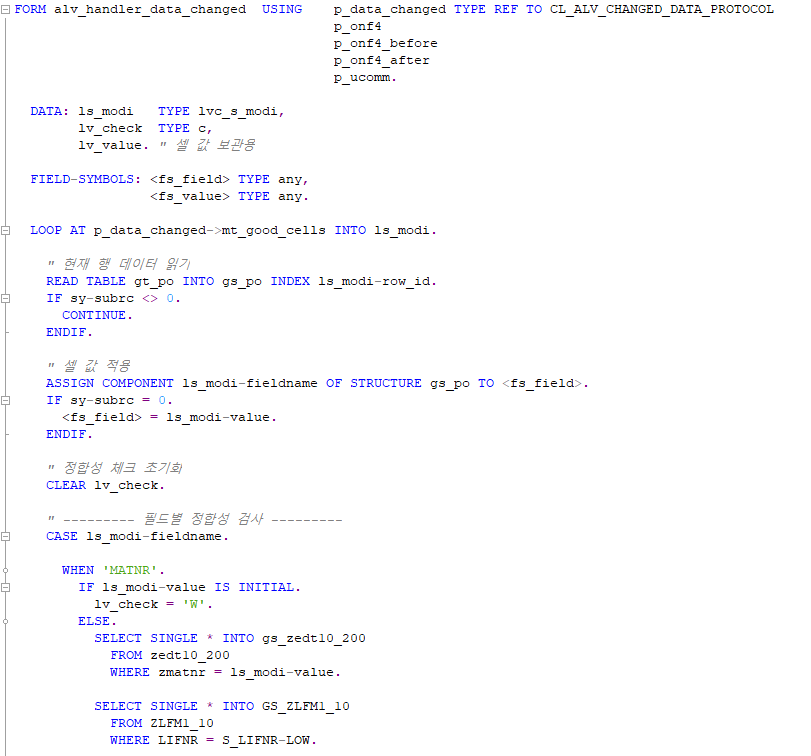 FORM alv_handler_data_changed  USING    p_data_changed TYPE REF TO CL_ALV_CHANGED_DATA_PROTOCOL
p_onf4
p_onf4_before
p_onf4_after
p_ucomm.
DATA: ls_modi   TYPE lvc_s_modi,
lv_check  TYPE c,
lv_value. " 셀 값 보관용
FIELD-SYMBOLS: <fs_field> TYPE any,
<fs_value> TYPE any.
LOOP AT p_data_changed->mt_good_cells INTO ls_modi.
" 현재 행 데이터 읽기
READ TABLE gt_po INTO gs_po INDEX ls_modi-row_id.
IF sy-subrc <> 0.
CONTINUE.
ENDIF.
" 셀 값 적용
ASSIGN COMPONENT ls_modi-fieldname OF STRUCTURE gs_po TO <fs_field>.
IF sy-subrc = 0.
<fs_field> = ls_modi-value.
ENDIF.
" 정합성 체크 초기화
CLEAR lv_check.
" --------- 필드별 정합성 검사 ---------
CASE ls_modi-fieldname.
WHEN 'MATNR'.
IF ls_modi-value IS INITIAL.
lv_check = 'W'.
ELSE.
SELECT SINGLE * INTO gs_zedt10_200
FROM zedt10_200
WHERE zmatnr = ls_modi-value.
SELECT SINGLE * INTO GS_ZLFM1_10
FROM ZLFM1_10
WHERE LIFNR = S_LIFNR-LOW.